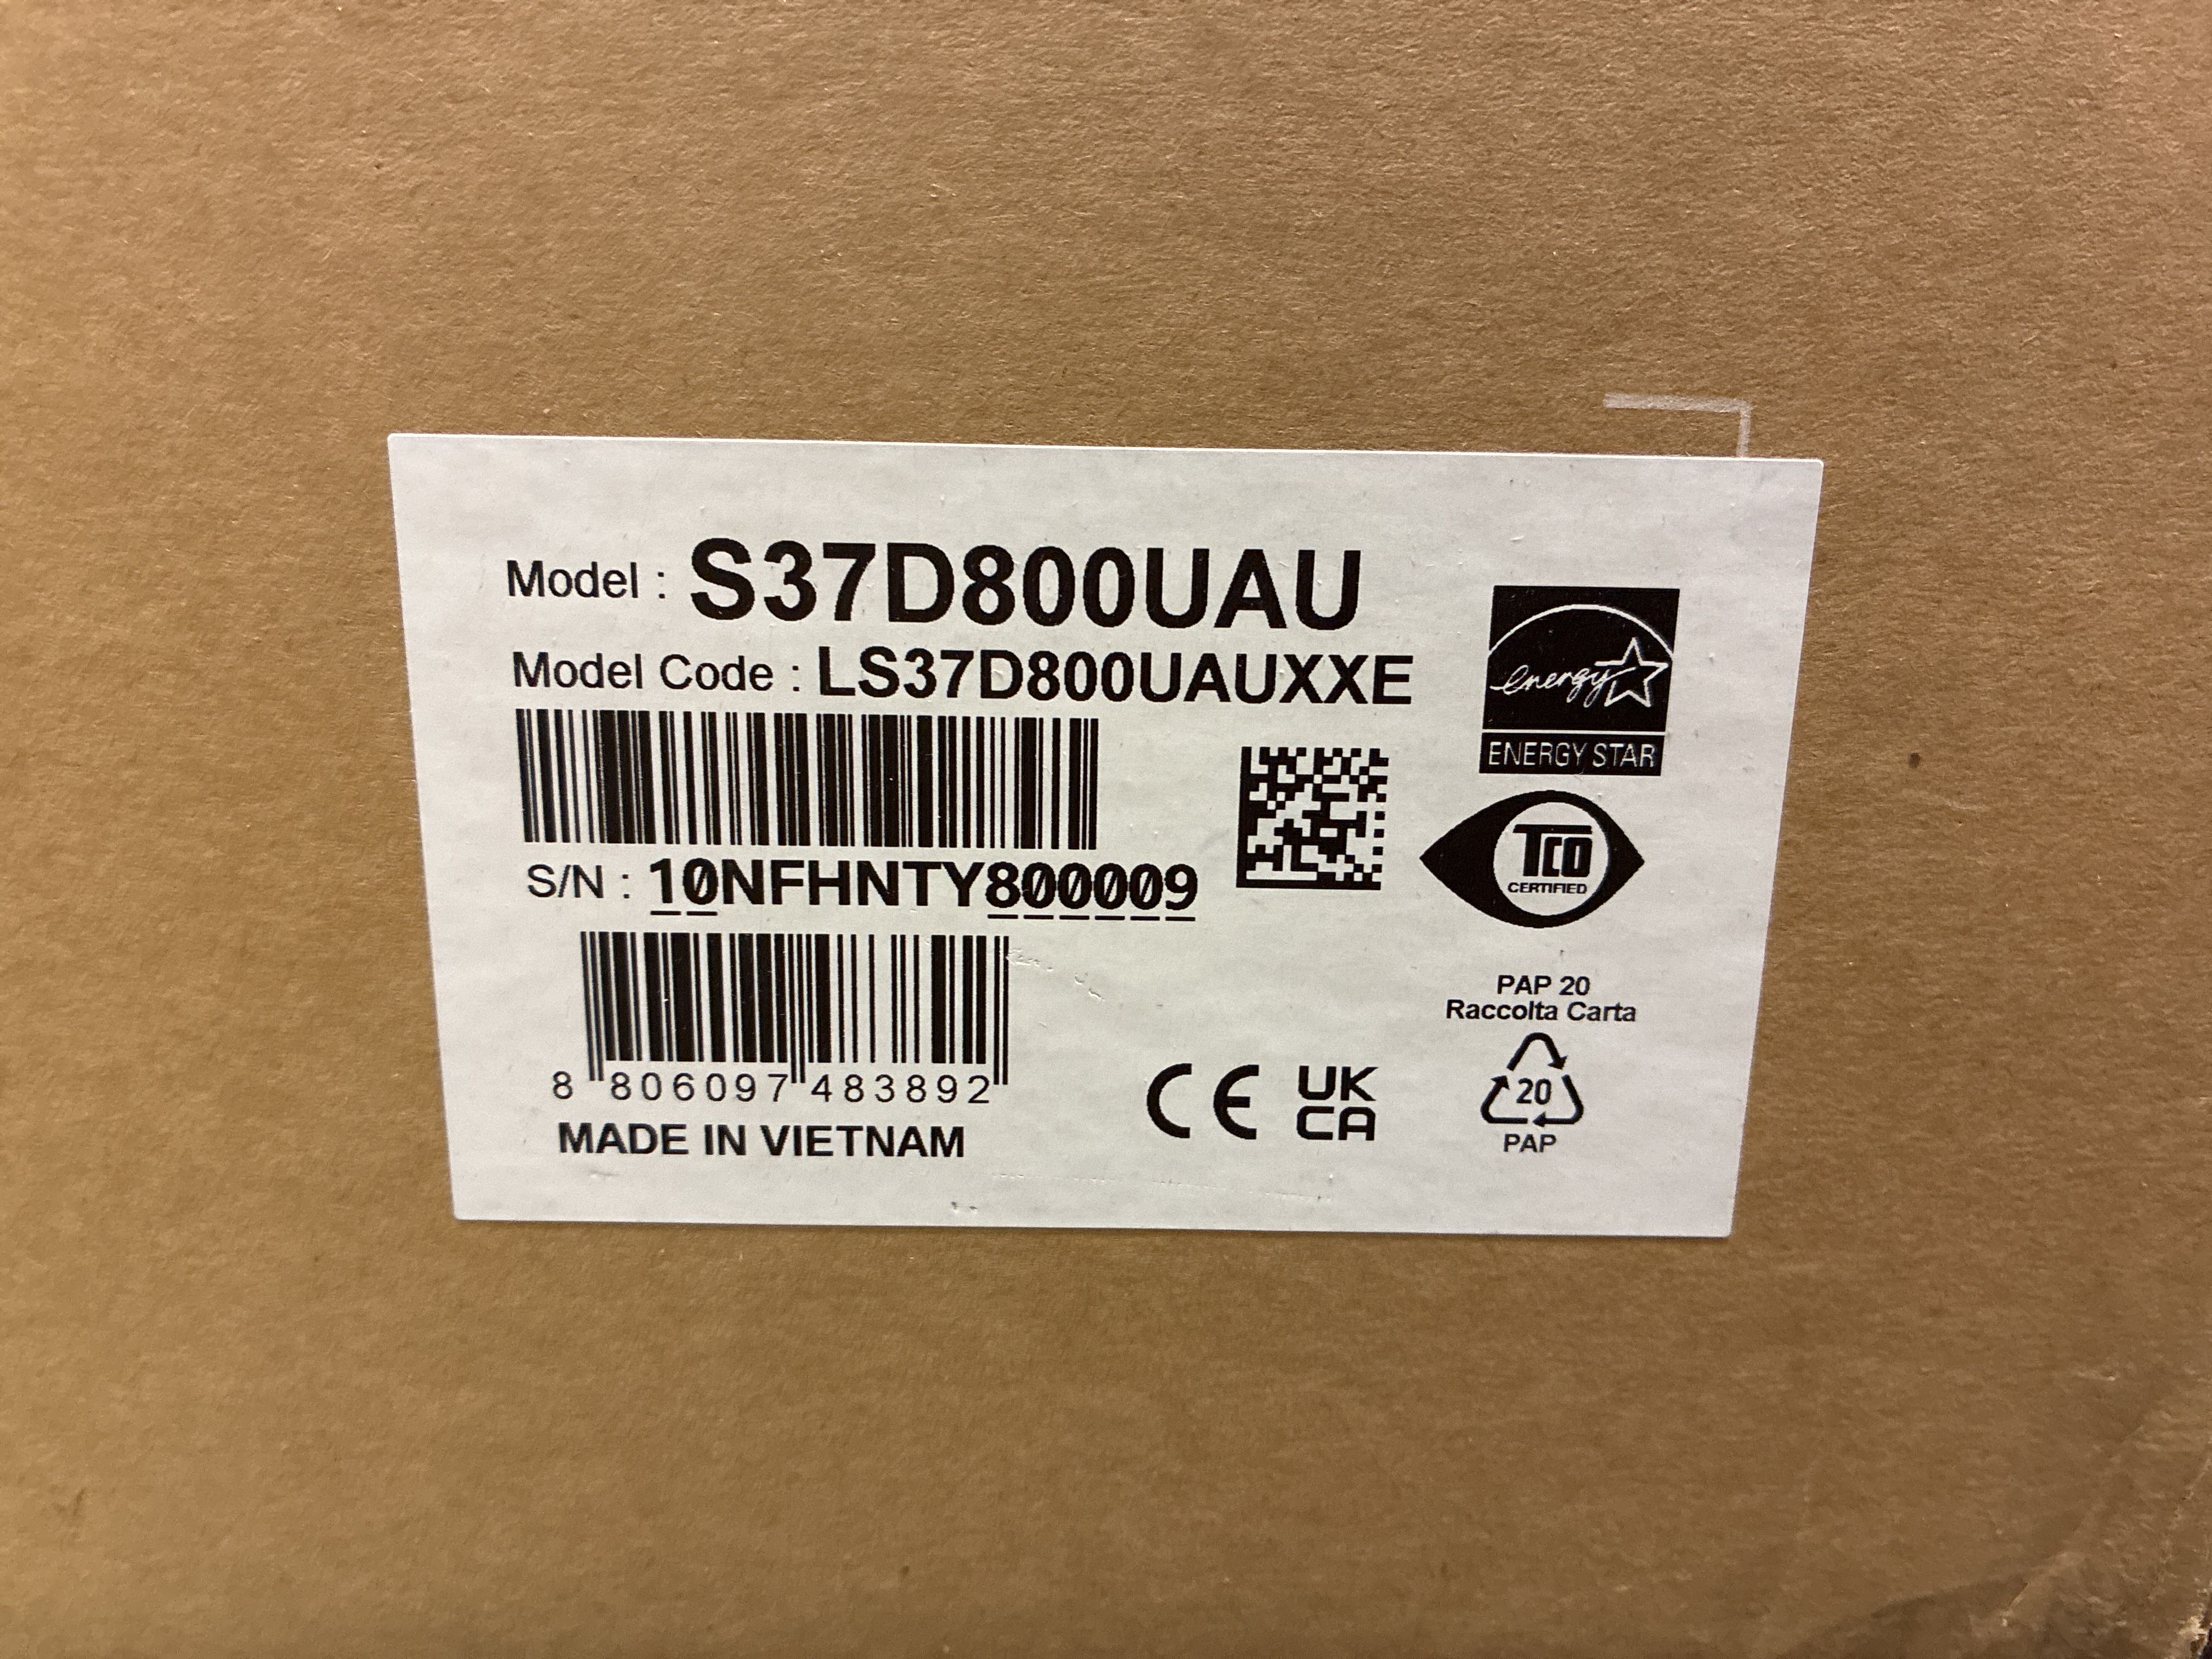 Model : S37D800UAU
Model Code : LS37D800UAUXXE
S/N : 10NFHNTY800009
8 806097 483892
MADE IN VIETNAM
energy
ENERGY STAR
TCO
CERTIFIED
PAP 20
Raccolta Carta
20
PAP
CE
UK
CA